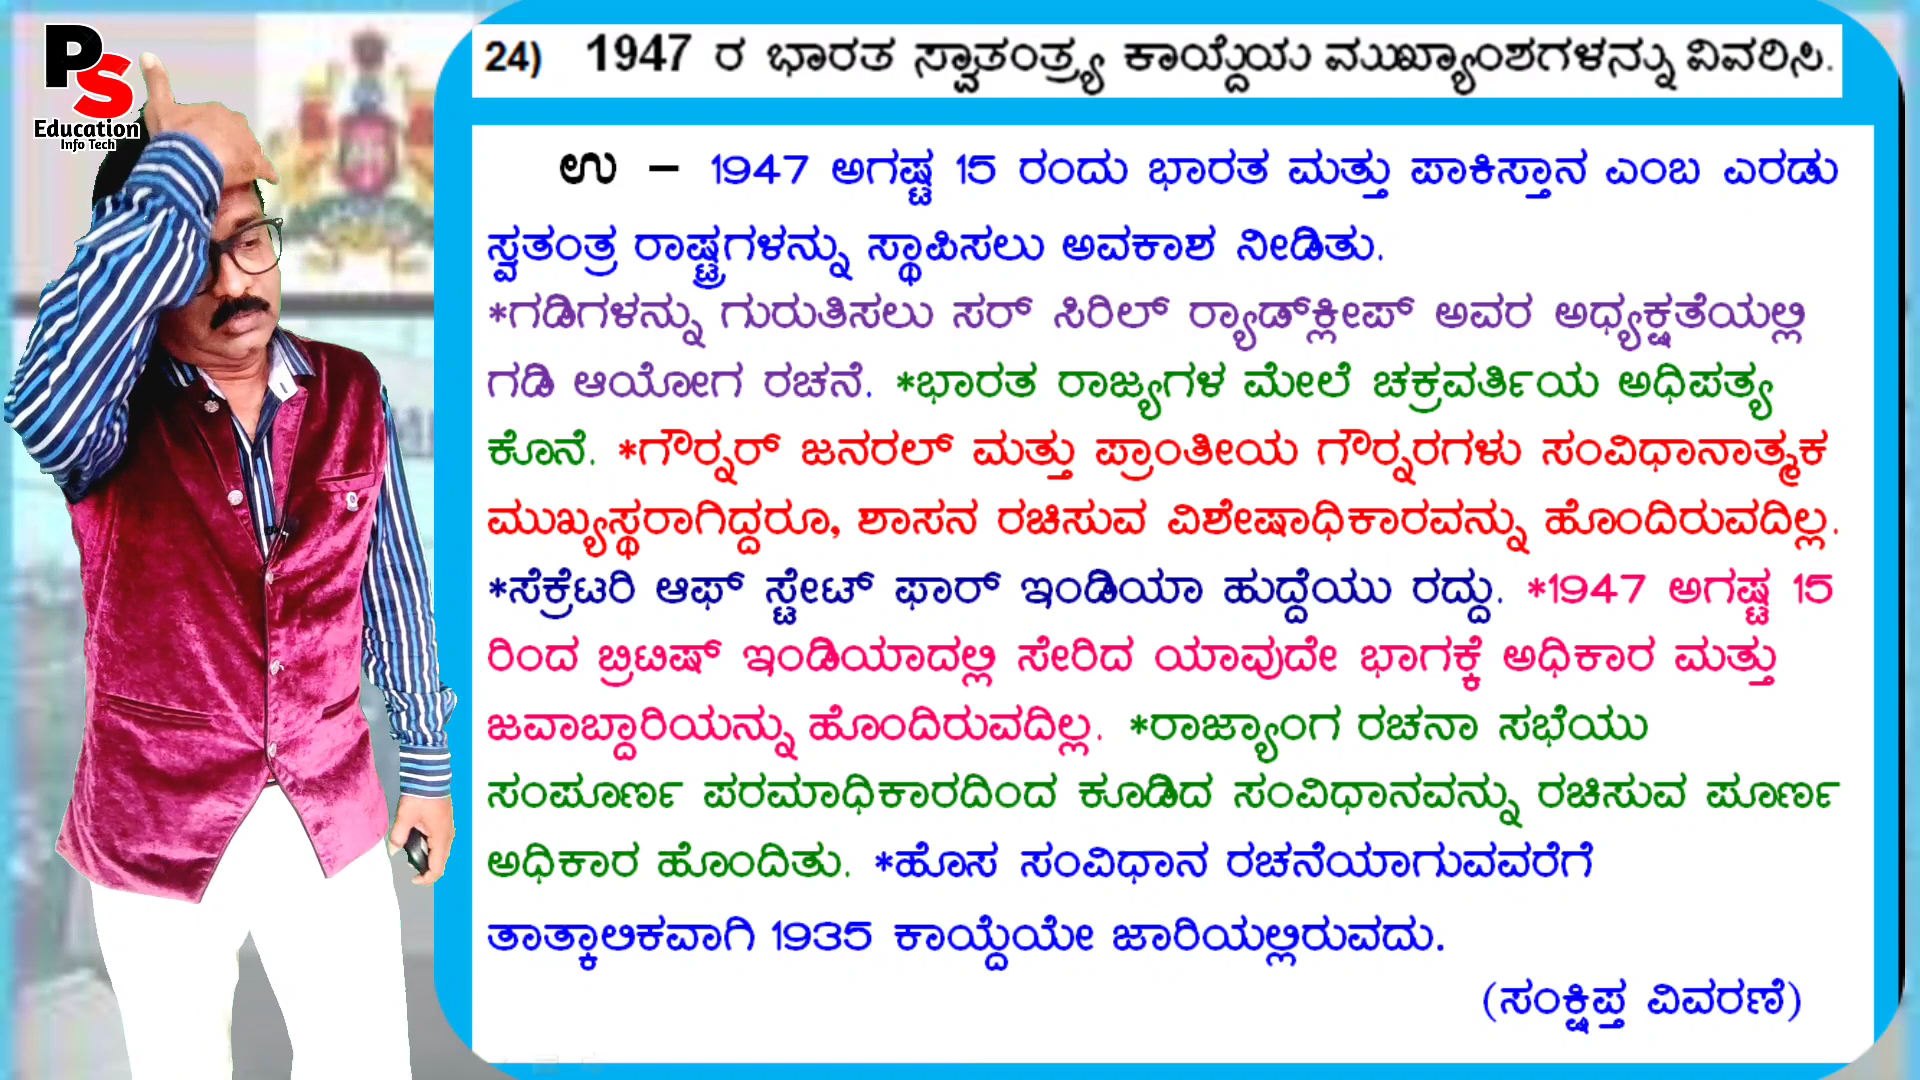 PS
Education
Info Tech
24) 1947 ರ ಭಾರತ ಸ್ವಾತಂತ್ರ್ಯ ಕಾಯ್ದೆಯ ಮುಖ್ಯಾಂಶಗಳನ್ನು ವಿವರಿಸಿ.
ಉ – 1947 ಅಗಷ್ಟ 15 ರಂದು ಭಾರತ ಮತ್ತು ಪಾಕಿಸ್ತಾನ ಎಂಬ ಎರಡು
ಸ್ವತಂತ್ರ ರಾಷ್ಟ್ರಗಳನ್ನು ಸ್ಥಾಪಿಸಲು ಅವಕಾಶ ನೀಡಿತು.
*ಗಡಿಗಳನ್ನು ಗುರುತಿಸಲು ಸರ್ ಸಿರಿಲ್ ರ‍್ಯಾಡ್‌ಕ್ಲೀಪ್ ಅವರ ಅಧ್ಯಕ್ಷತೆಯಲ್ಲಿ
ಗಡಿ ಆಯೋಗ ರಚನೆ. *ಭಾರತ ರಾಜ್ಯಗಳ ಮೇಲೆ ಚಕ್ರವರ್ತಿಯ ಅಧಿಪತ್ಯ
ಕೊನೆ. *ಗೌರ‍್ನರ್ ಜನರಲ್ ಮತ್ತು ಪ್ರಾಂತೀಯ ಗೌರ‍್ನರಗಳು ಸಂವಿಧಾನಾತ್ಮಕ
ಮುಖ್ಯಸ್ಥರಾಗಿದ್ದರೂ, ಶಾಸನ ರಚಿಸುವ ವಿಶೇಷಾಧಿಕಾರವನ್ನು ಹೊಂದಿರುವದಿಲ್ಲ.
*ಸೆಕ್ರೆಟರಿ ಆಫ್ ಸ್ಟೇಟ್ ಫಾರ್ ಇಂಡಿಯಾ ಹುದ್ದೆಯು ರದ್ದು. *1947 ಅಗಷ್ಟ 15
ರಿಂದ ಬ್ರಿಟಿಷ್ ಇಂಡಿಯಾದಲ್ಲಿ ಸೇರಿದ ಯಾವುದೇ ಭಾಗಕ್ಕೆ ಅಧಿಕಾರ ಮತ್ತು
ಜವಾಬ್ದಾರಿಯನ್ನು ಹೊಂದಿರುವದಿಲ್ಲ. *ರಾಜ್ಯಾಂಗ ರಚನಾ ಸಭೆಯು
ಸಂಪೂರ್ಣ ಪರಮಾಧಿಕಾರದಿಂದ ಕೂಡಿದ ಸಂವಿಧಾನವನ್ನು ರಚಿಸುವ ಪೂರ್ಣ
ಅಧಿಕಾರ ಹೊಂದಿತು. *ಹೊಸ ಸಂವಿಧಾನ ರಚನೆಯಾಗುವವರೆಗೆ
ತಾತ್ಕಾಲಿಕವಾಗಿ 1935 ಕಾಯ್ದೆಯೇ ಜಾರಿಯಲ್ಲಿರುವದು.
(ಸಂಕ್ಷಿಪ್ತ ವಿವರಣೆ)